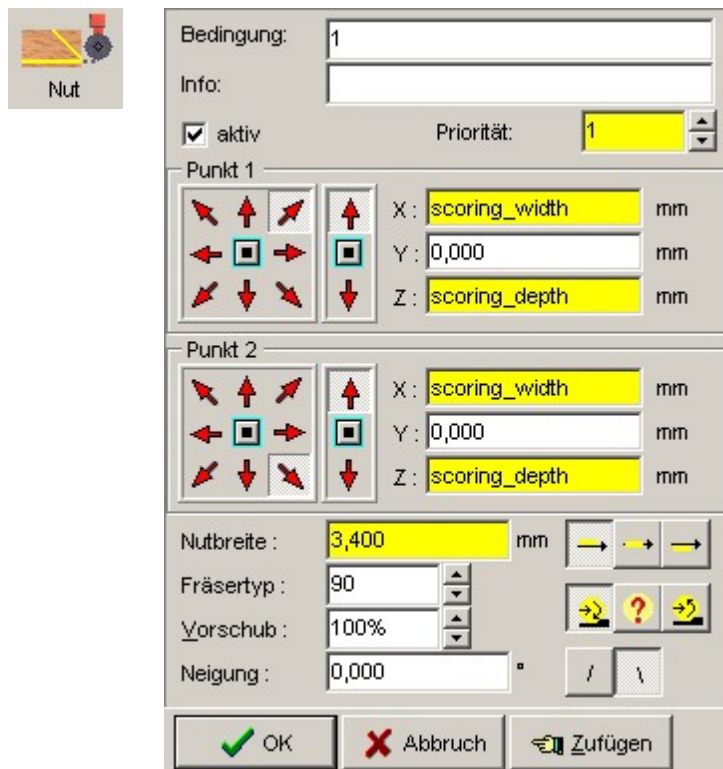 Nut
Bedingung: 1
Info:
aktiv Priorität: 1
Punkt 1
X : scoring_width mm
Y : 0,000 mm
Z : scoring_depth mm
Punkt 2
X : scoring_width mm
Y : 0,000 mm
Z : scoring_depth mm
Nutbreite : 3,400 mm
Fräsertyp : 90 ?
Vorschub : 100%
Neigung : 0,000 ° / \
OK Abbruch Zufügen